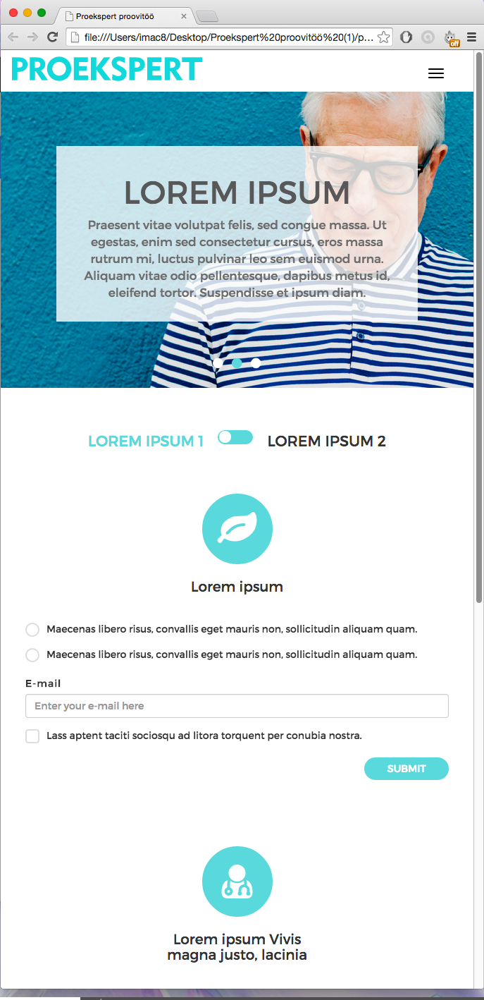 Proekspert proovitöö
file:///Users/imac8/Desktop/Proekspert%20proovitöö%20(1)/p...
off
PROEKSPERT
LOREM IPSUM
Praesent vitae volutpat felis, sed congue massa. Ut
egestas, enim sed consectetur cursus, eros massa
rutrum mi, luctus pulvinar leo sem euismod urna.
Aliquam vitae odio pellentesque, dapibus metus id,
eleifend tortor. Suspendisse et ipsum diam.
LOREM IPSUM 1
LOREM IPSUM 2
Lorem ipsum
Maecenas libero risus, convallis eget mauris non, sollicitudin aliquam quam.
Maecenas libero risus, convallis eget mauris non, sollicitudin aliquam quam.
E-mail
Enter your e-mail here
Lass aptent taciti sociosqu ad litora torquent per conubia nostra.
SUBMIT
Lorem ipsum Vivis
magna justo, lacinia